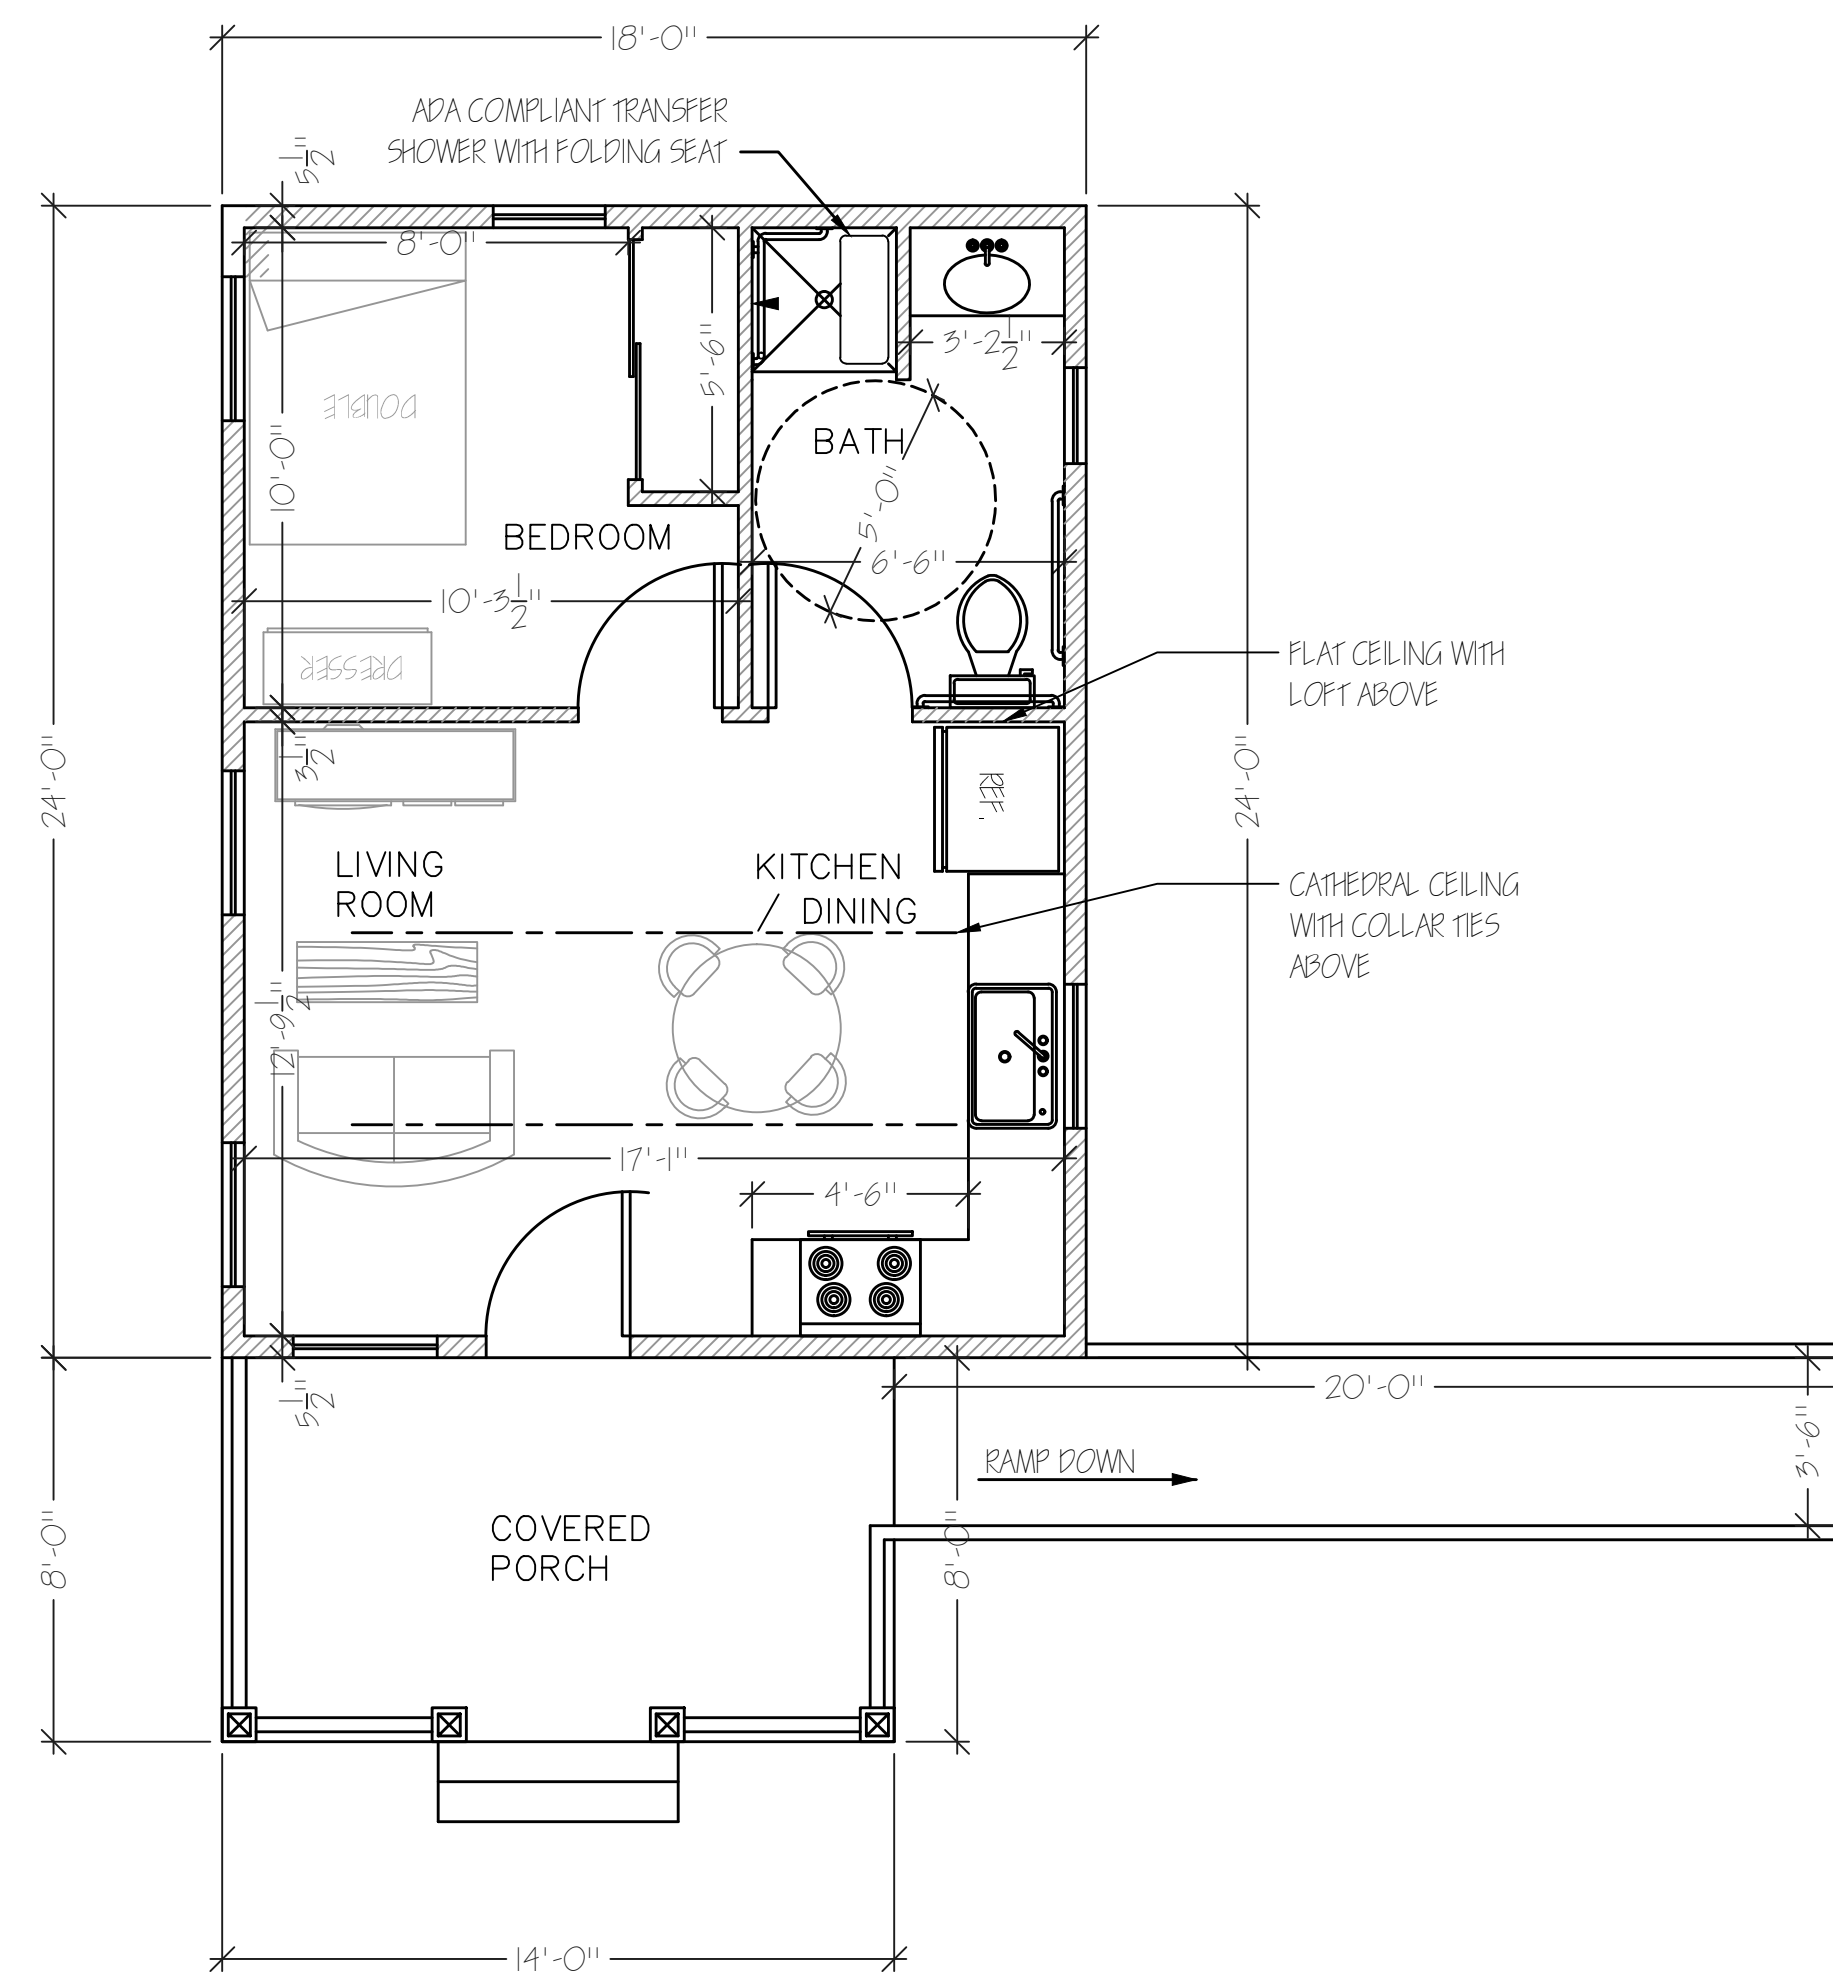 18'-0"
ADA COMPLIANT TRANSFER
SHOWER WITH FOLDING SEAT
5 1/2"
8'-0"
3'-2 1/2"
5'-6"
DOUBLE
10'-0"
BATH
5'-0"
BEDROOM
6'-6"
10'-3 1/2"
DRESSER
FLAT CEILING WITH
LOFT ABOVE
3 1/2"
24'-0"
24'-0"
REF.
LIVING
ROOM
KITCHEN
/ DINING
CATHEDRAL CEILING
WITH COLLAR TIES
ABOVE
12'-9 1/2"
17'-1"
4'-6"
5 1/2"
20'-0"
3'-6"
RAMP DOWN
8'-0"
COVERED
PORCH
8'-0"
14'-0"